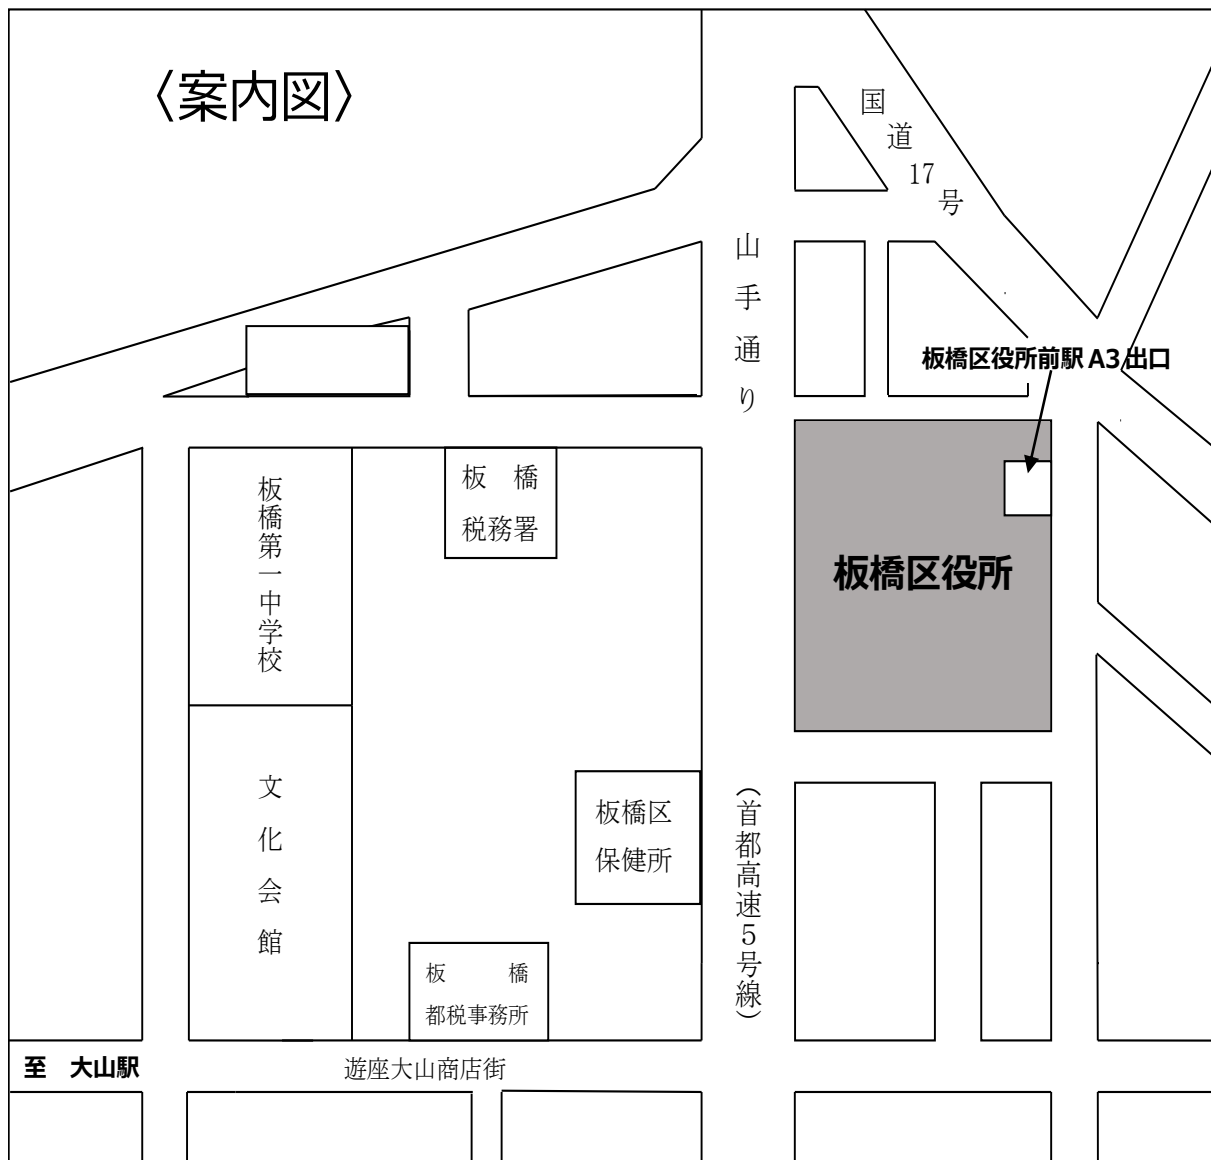 〈案内図〉
国道17号
山手通り
板橋区役所前駅 A3 出口
板橋第一中学校
板 橋
税務署
板橋区役所
文化会館
板橋区
保健所
(首都高速5号線)
板 橋
都税事務所
至 大山駅
遊座大山商店街